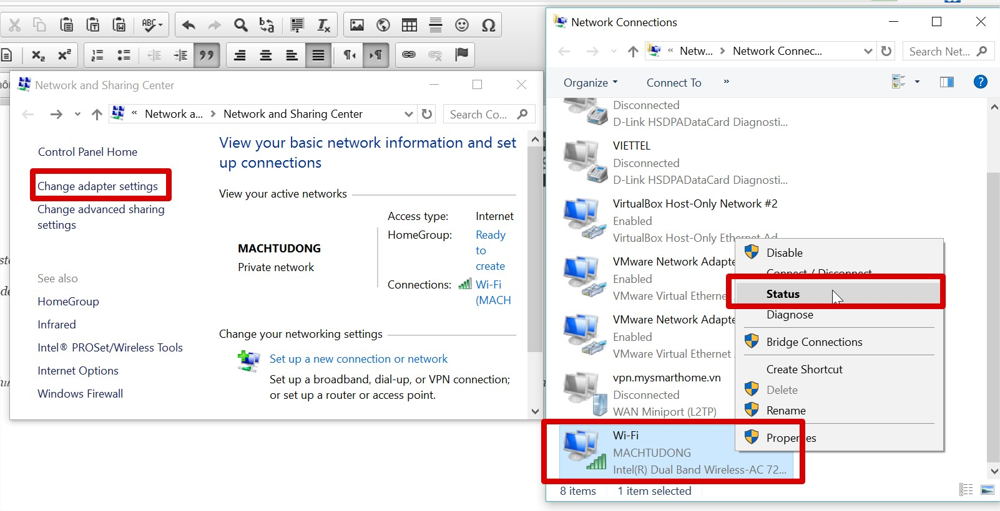 ABC
Network and Sharing Center
« Network a... > Network and Sharing Center
Search Co...
Control Panel Home
Change adapter settings
Change advanced sharing
settings
See also
HomeGroup
Infrared
Intel® PROSet/Wireless Tools
Internet Options
Windows Firewall
View your basic network information and set
up connections
View your active networks
MACHTUDONG
Private network
Access type: Internet
HomeGroup: Ready
to
create
Connections: Wi-Fi
(MACH
Change your networking settings
Set up a new connection or network
Set up a broadband, dial-up, or VPN connection;
or set up a router or access point.
Network Connections
« Netw... > Network Connec...
Search Net...
Organize
Connect To
»
Disconnected
D-Link HSDPADataCard Diagnosti...
VIETTEL
Disconnected
D-Link HSDPADataCard Diagnosti...
VirtualBox Host-Only Network #2
Enabled
VirtualBox Host-Only Ethernet Ad
VMware Network Adapte
Enabled
VMware Virtual Etherne
VMware Network Adapte
Enabled
VMware Virtual Ethernet
vpn.mysmarthome.vn
Disconnected
WAN Miniport (L2TP)
Wi-Fi
MACHTUDONG
Intel(R) Dual Band Wireless-AC 72...
8 items
1 item selected
Disable
Connect / Disconnect
Status
Diagnose
Bridge Connections
Create Shortcut
Delete
Rename
Properties